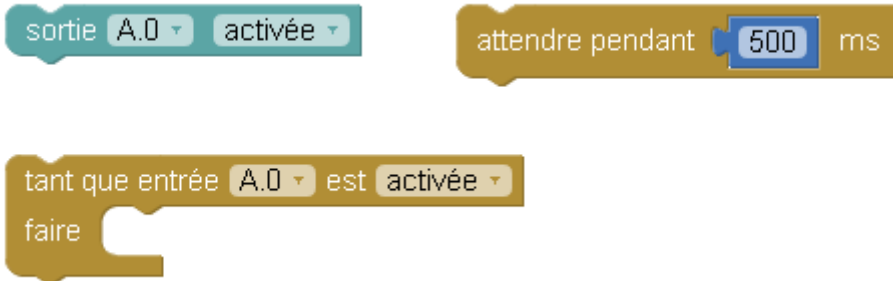 sortie A.0 activée
attendre pendant 500 ms
tant que entrée A.0 est activée
faire